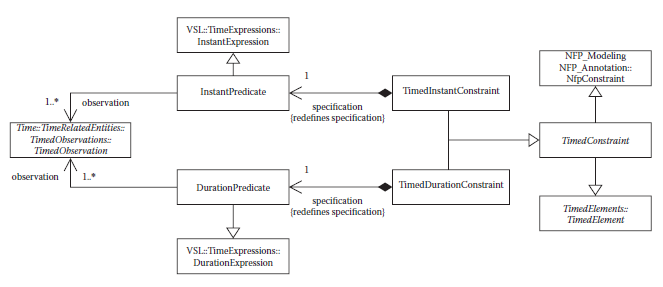 VSL::TimeExpressions::
InstantExpression
NFP_Modeling
NFP_Annotation::
NfpConstraint
1..*
observation
InstantPredicate
1
specification
{redefines specification}
TimedInstantConstraint
Time::TimeRelatedEntities::
TimedObservations::
TimedObservation
TimedConstraint
observation
1..*
DurationPredicate
1
specification
{redefines specification}
TimedDurationConstraint
TimedElements::
TimedElement
VSL::TimeExpressions::
DurationExpression